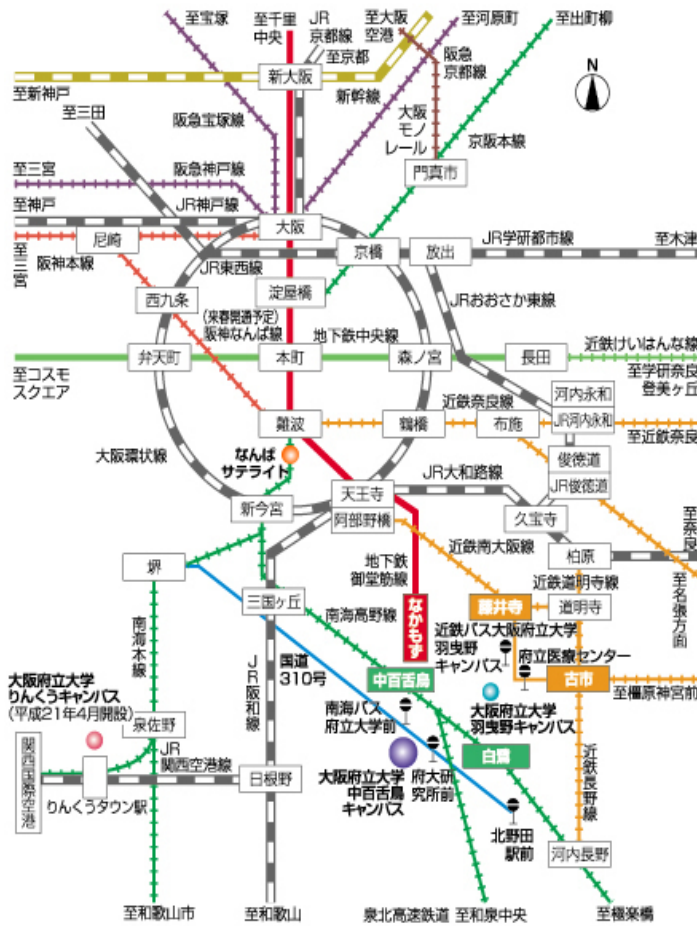 至宝塚
至千里
中央
JR
京都線
至京都
至大阪
空港
至河原町
至出町柳
阪急
京都線
新大阪
至新神戸
新幹線
至三田
阪急宝塚線
大阪
モノ
レール
京阪本線
門真市
至三宮
阪急神戸線
至神戸
JR神戸線
大阪
尼崎
京橋
放出
JR学研都市線
至木津
至三宮
阪神本線
JR東西線
淀屋橋
JRおおさか東線
西九条
(来春開通予定)
阪神なんば線
地下鉄中央線
近鉄けいはんな線
弁天町
本町
森ノ宮
長田
至コスモ
スクエア
至学研奈良
登美ヶ丘
河内永和
近鉄奈良線
難波
鶴橋
布施
JR河内永和
至近鉄奈良
なんば
サテライト
大阪環状線
俊徳道
JR俊徳道
JR大和路線
天王寺
新今宮
阿部野橋
久宝寺
至奈良
近鉄南大阪線
柏原
堺
地下鉄
御堂筋線
近鉄道明寺線
至名張方面
三国ヶ丘
南海高野線
なかもず
藤井寺
道明寺
南海本線
近鉄バス大阪府立大学
羽曳野
キャンパス
府立医療センター
JR阪和線
国道
310号
中百舌鳥
古市
至橿原神宮前
大阪府立大学
りんくうキャンパス
(平成21年4月開設)
南海バス
府立大学前
大阪府立大学
羽曳野キャンパス
泉佐野
白鷺
近鉄長野線
JR
関西空港線
大阪府立大学
中百舌鳥
キャンパス
府大研
究所前
関西国際空港
りんくうタウン駅
日根野
北野田
駅前
河内長野
至和歌山市
至和歌山
泉北高速鉄道
至和泉中央
至極楽橋
N